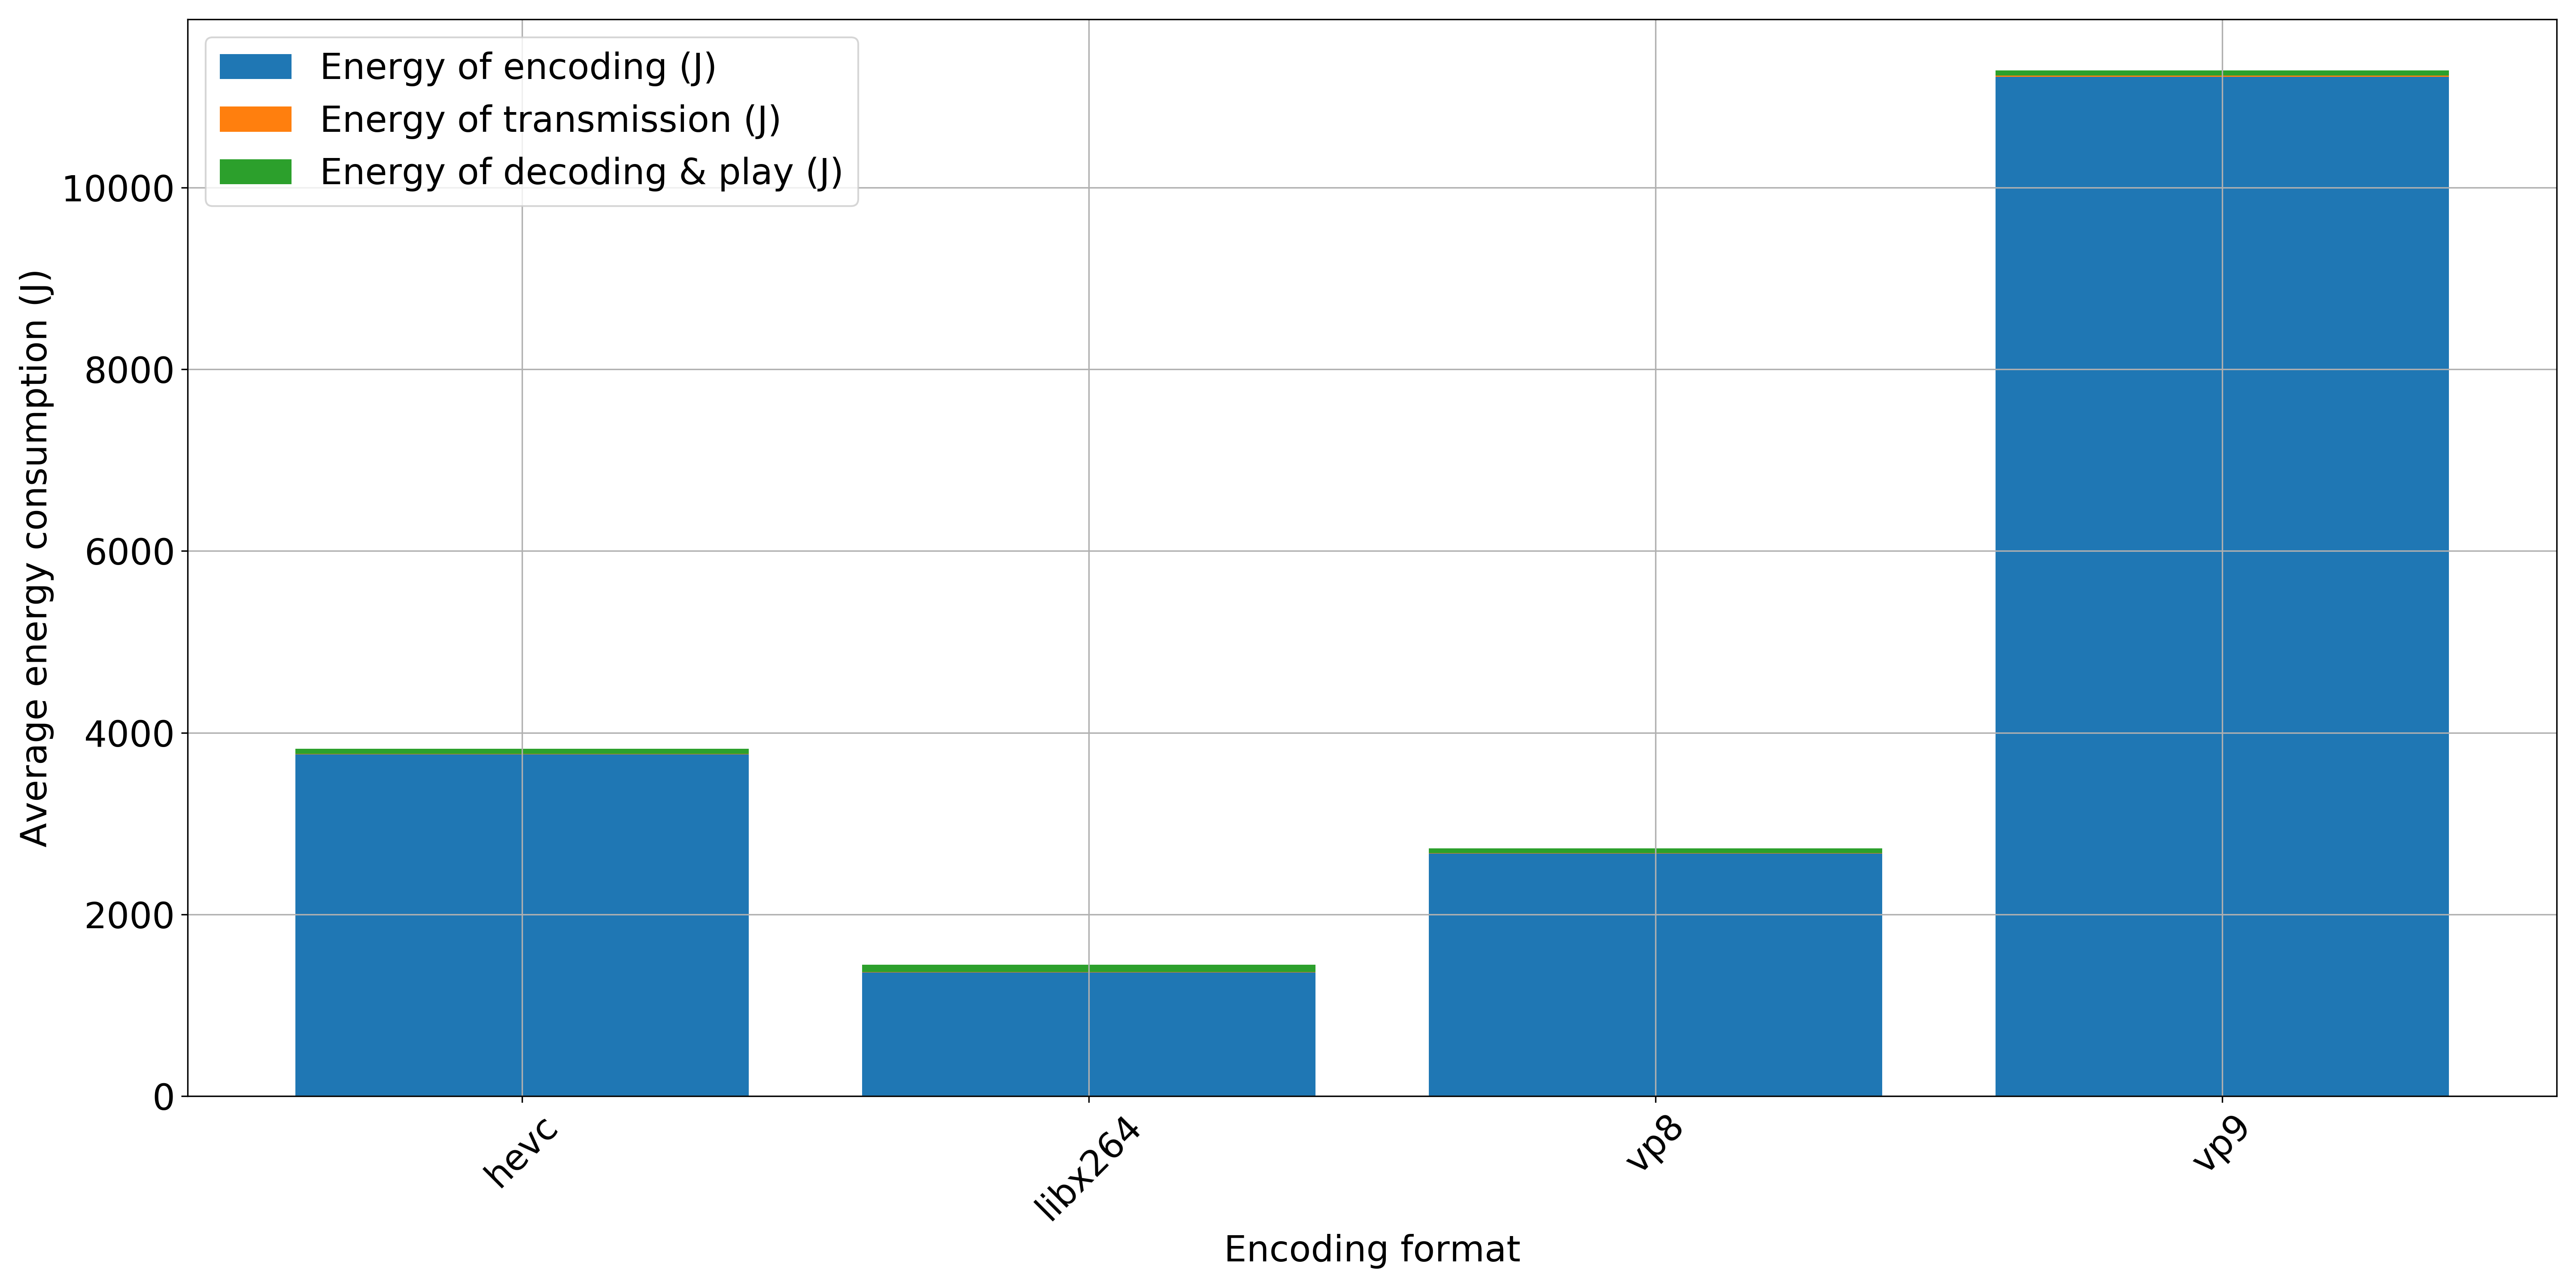 Energy of encoding (J)
Energy of transmission (J)
Energy of decoding & play (J)
Average energy consumption (J)
10000
8000
6000
4000
2000
0
hevc
libx264
vp8
vp9
Encoding format